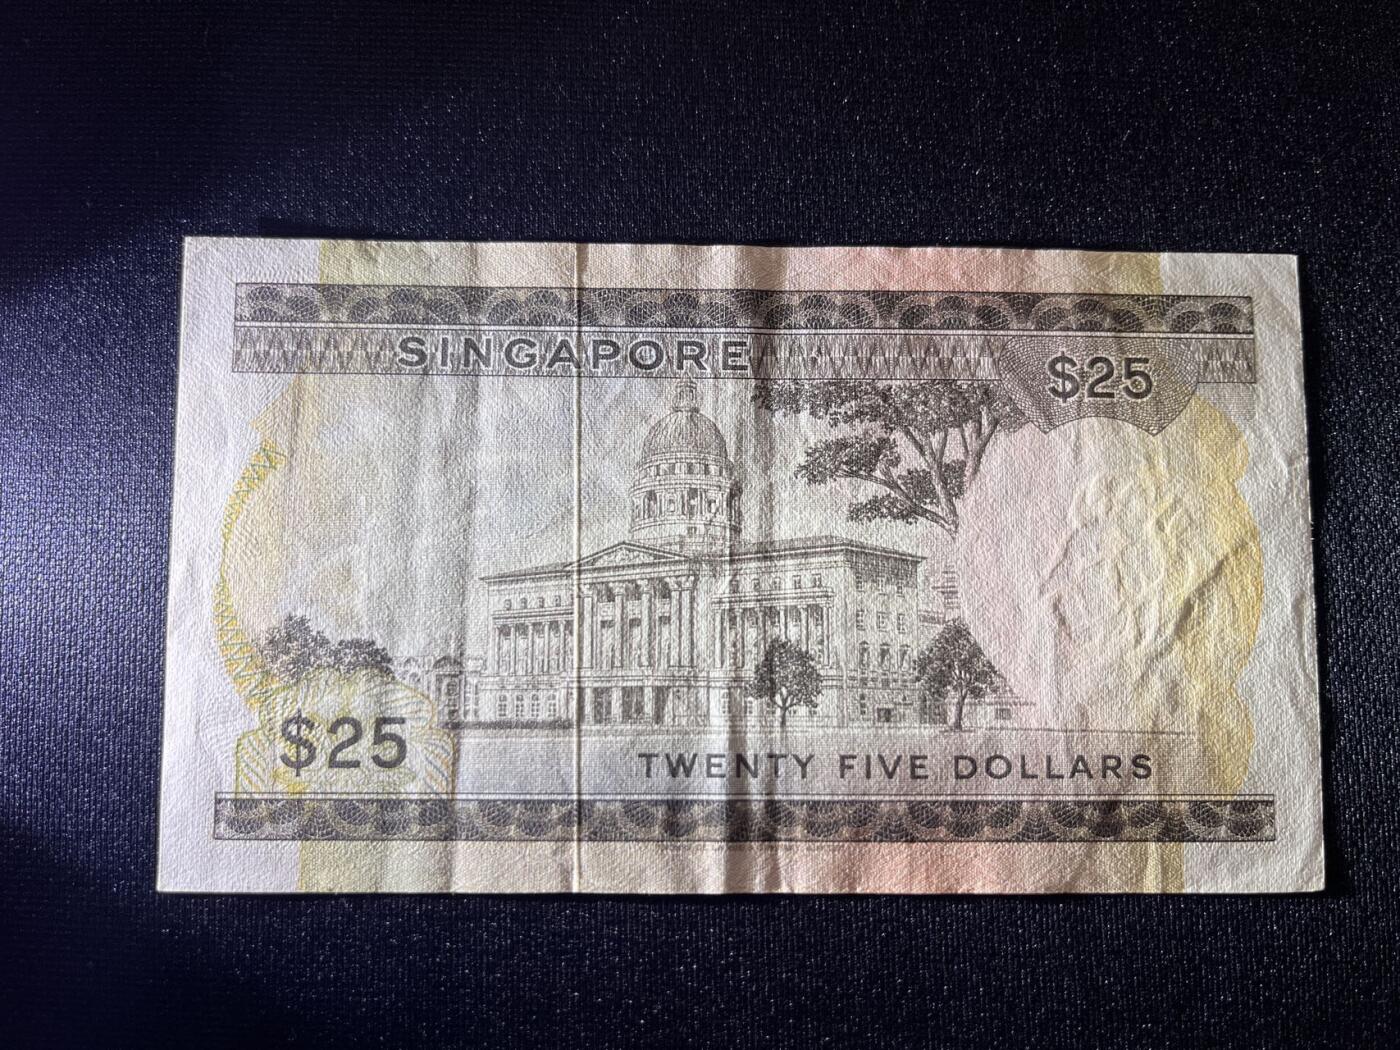 SINGAPORE
$25
$25
TWENTY FIVE DOLLARS